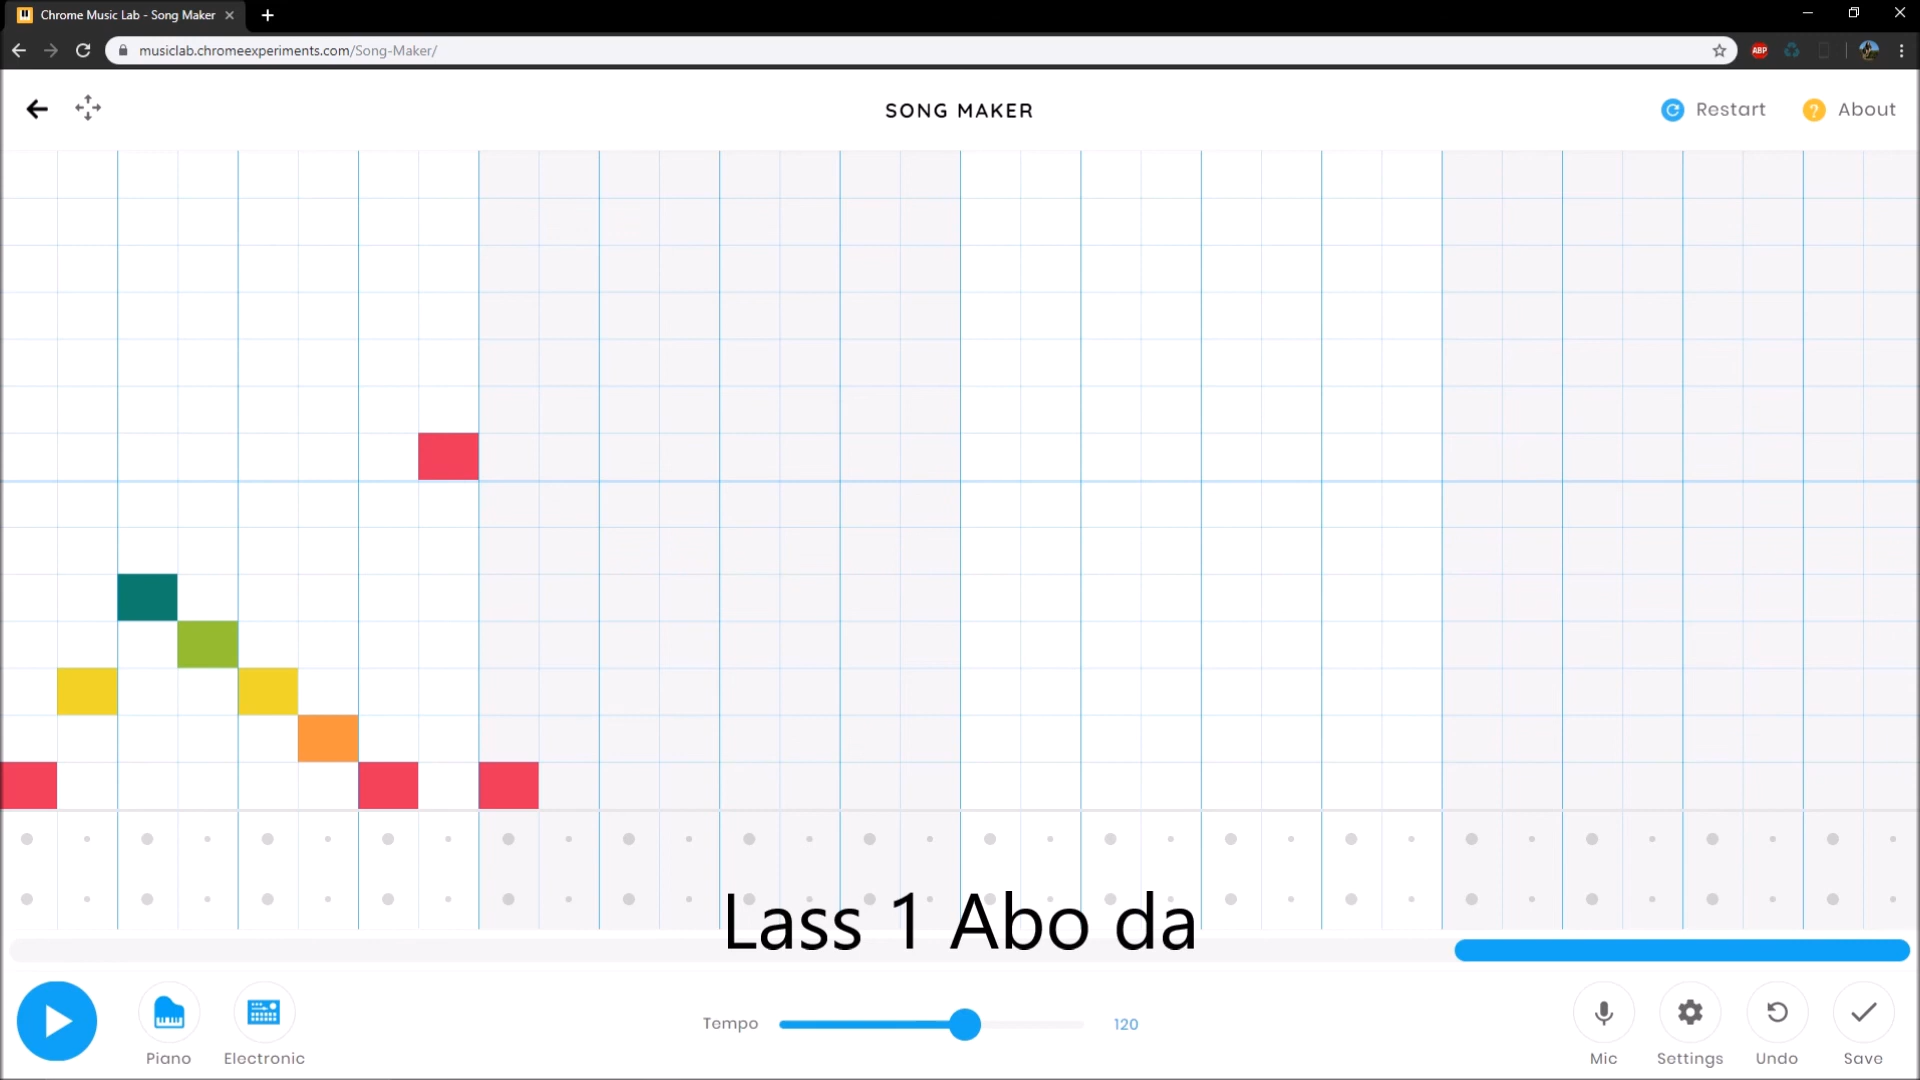 Chrome Music Lab - Song Maker
musiclab.chromeexperiments.com/Song-Maker/
ABP
SONG MAKER
Restart
? About
Lass 1 Abo da
Piano
Electronic
Tempo
120
Mic
Settings
Undo
Save